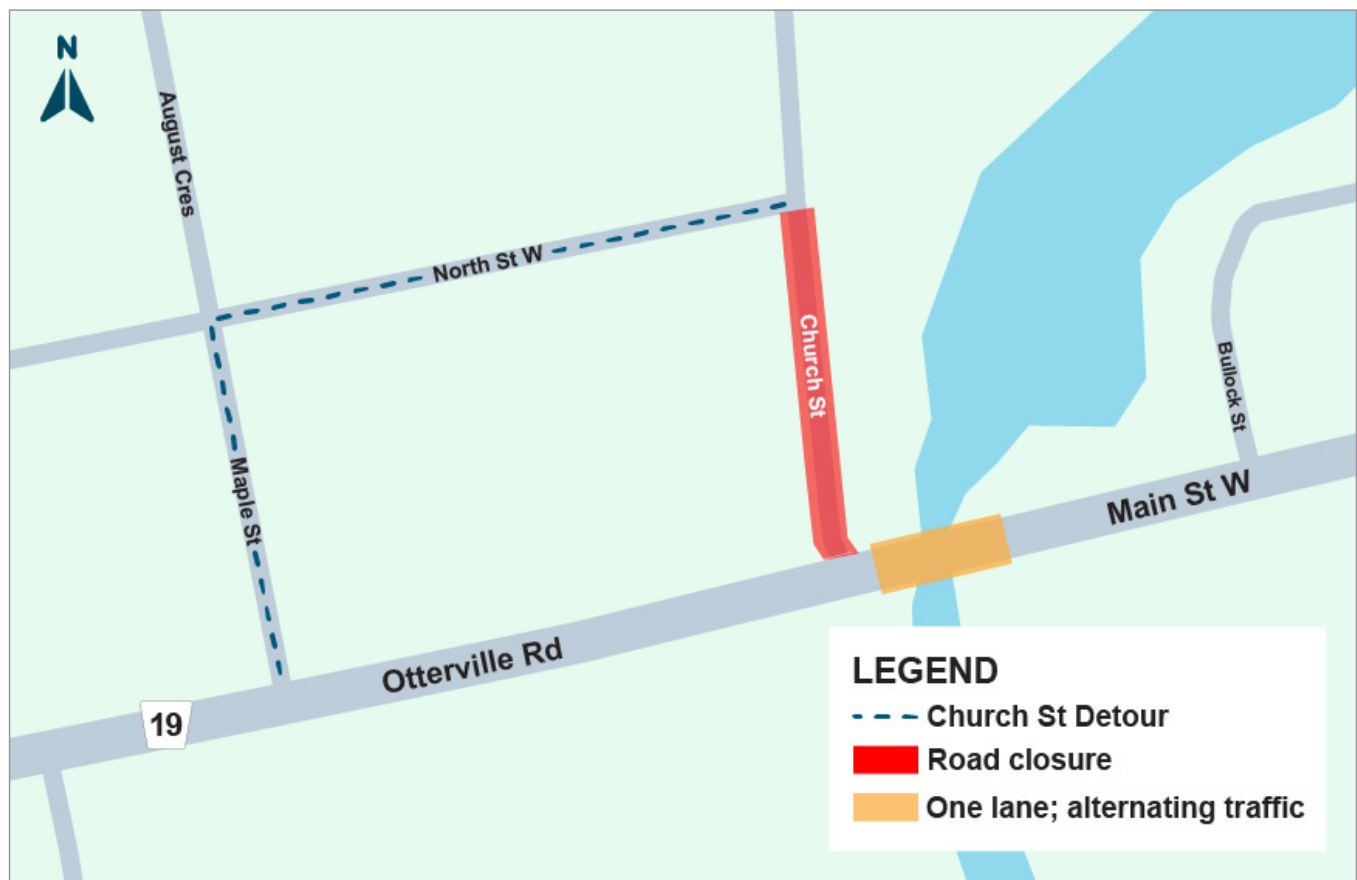 N
August Cres
North St W
Church St
Bullock St
Maple St
Main St W
Otterville Rd
19
LEGEND
Church St Detour
Road closure
One lane; alternating traffic